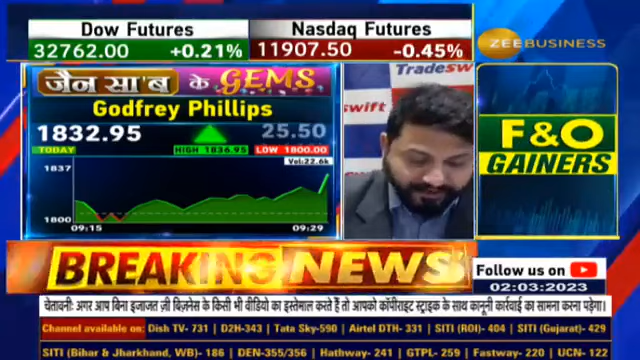 Dow Futures
32762.00 +0.21%
Nasdaq Futures
11907.50 -0.45%
ZEE BUSINESS
जैन सा'ब के GEMS
Godfrey Phillips
1832.95 25.50
TODAY HIGH 1836.95 LOW 1800.00
Vol:22.6k
1837
1800
09:15 09:29
Tradesw
swift
F&O
GAINERS
BREAKING NEWS
Follow us on
02:03:2023
चेतावनी: अगर आप बिना इजाजत ज़ी बिज़नेस के किसी भी वीडियो का इस्तेमाल करते हैं तो आपको कॉपीराइट स्ट्राइक के साथ कानूनी कार्रवाई का सामना करना पड़ेगा।
Channel available on: Dish TV- 731 | D2H-343 | Tata Sky-590 | Airtel DTH- 331 | SITI (ROI)- 404 | SITI (Gujarat)- 429
SITI (Bihar & Jharkhand, WB)- 186 | DEN-355/356 | Hathway- 241 | GTPL- 259 | Fastway- 220 | UCN- 122